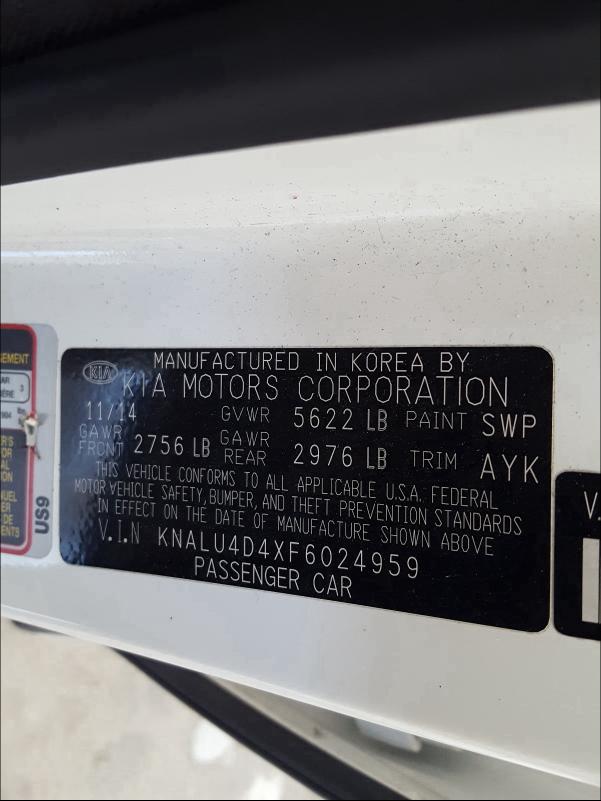 MANUFACTURED IN KOREA BY
KIA KIA MOTORS CORPORATION
11/14 GVWR 5622 LB PAINT SWP
GAWR FRONT 2756 LB GAWR REAR 2976 LB TRIM AYK
THIS VEHICLE CONFORMS TO ALL APPLICABLE U.S.A. FEDERAL
MOTOR VEHICLE SAFETY, BUMPER, AND THEFT PREVENTION STANDARDS
IN EFFECT ON THE DATE OF MANUFACTURE SHOWN ABOVE
V.I.N KNALU4D4XF6024959
PASSENGER CAR
US9
V.